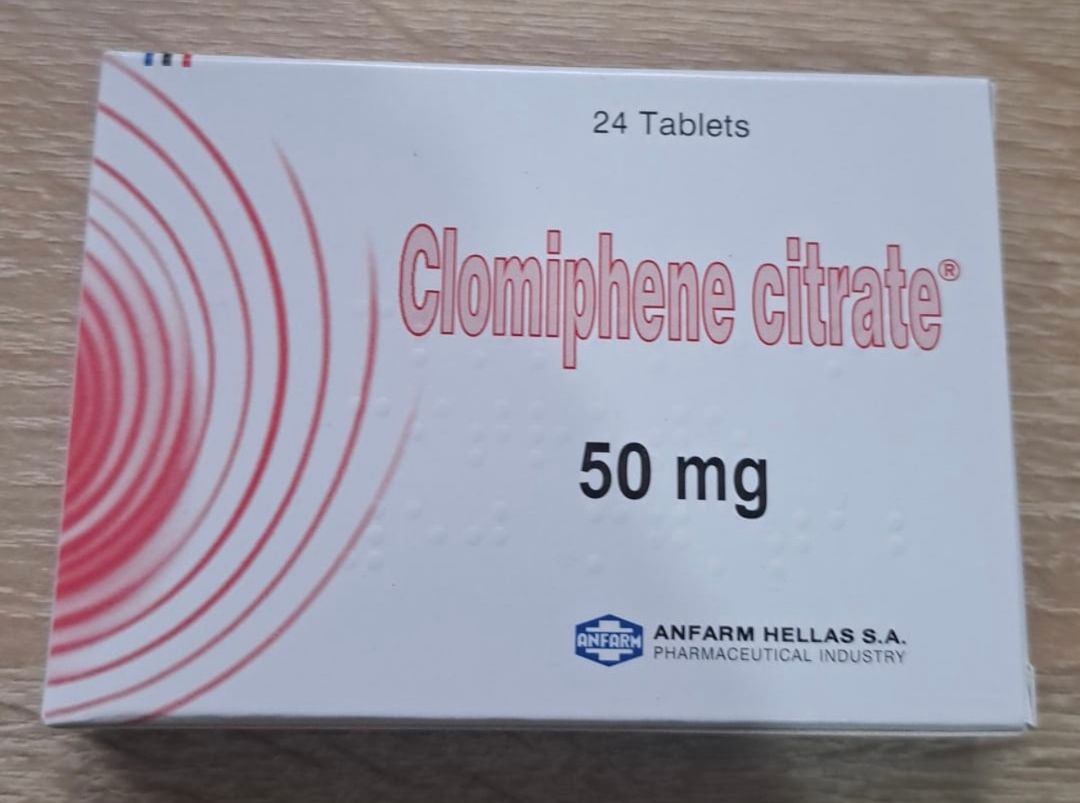 24 Tablets
Clomiphene citrate®
50 mg
ANFARM
ANFARM HELLAS S.A.
PHARMACEUTICAL INDUSTRY